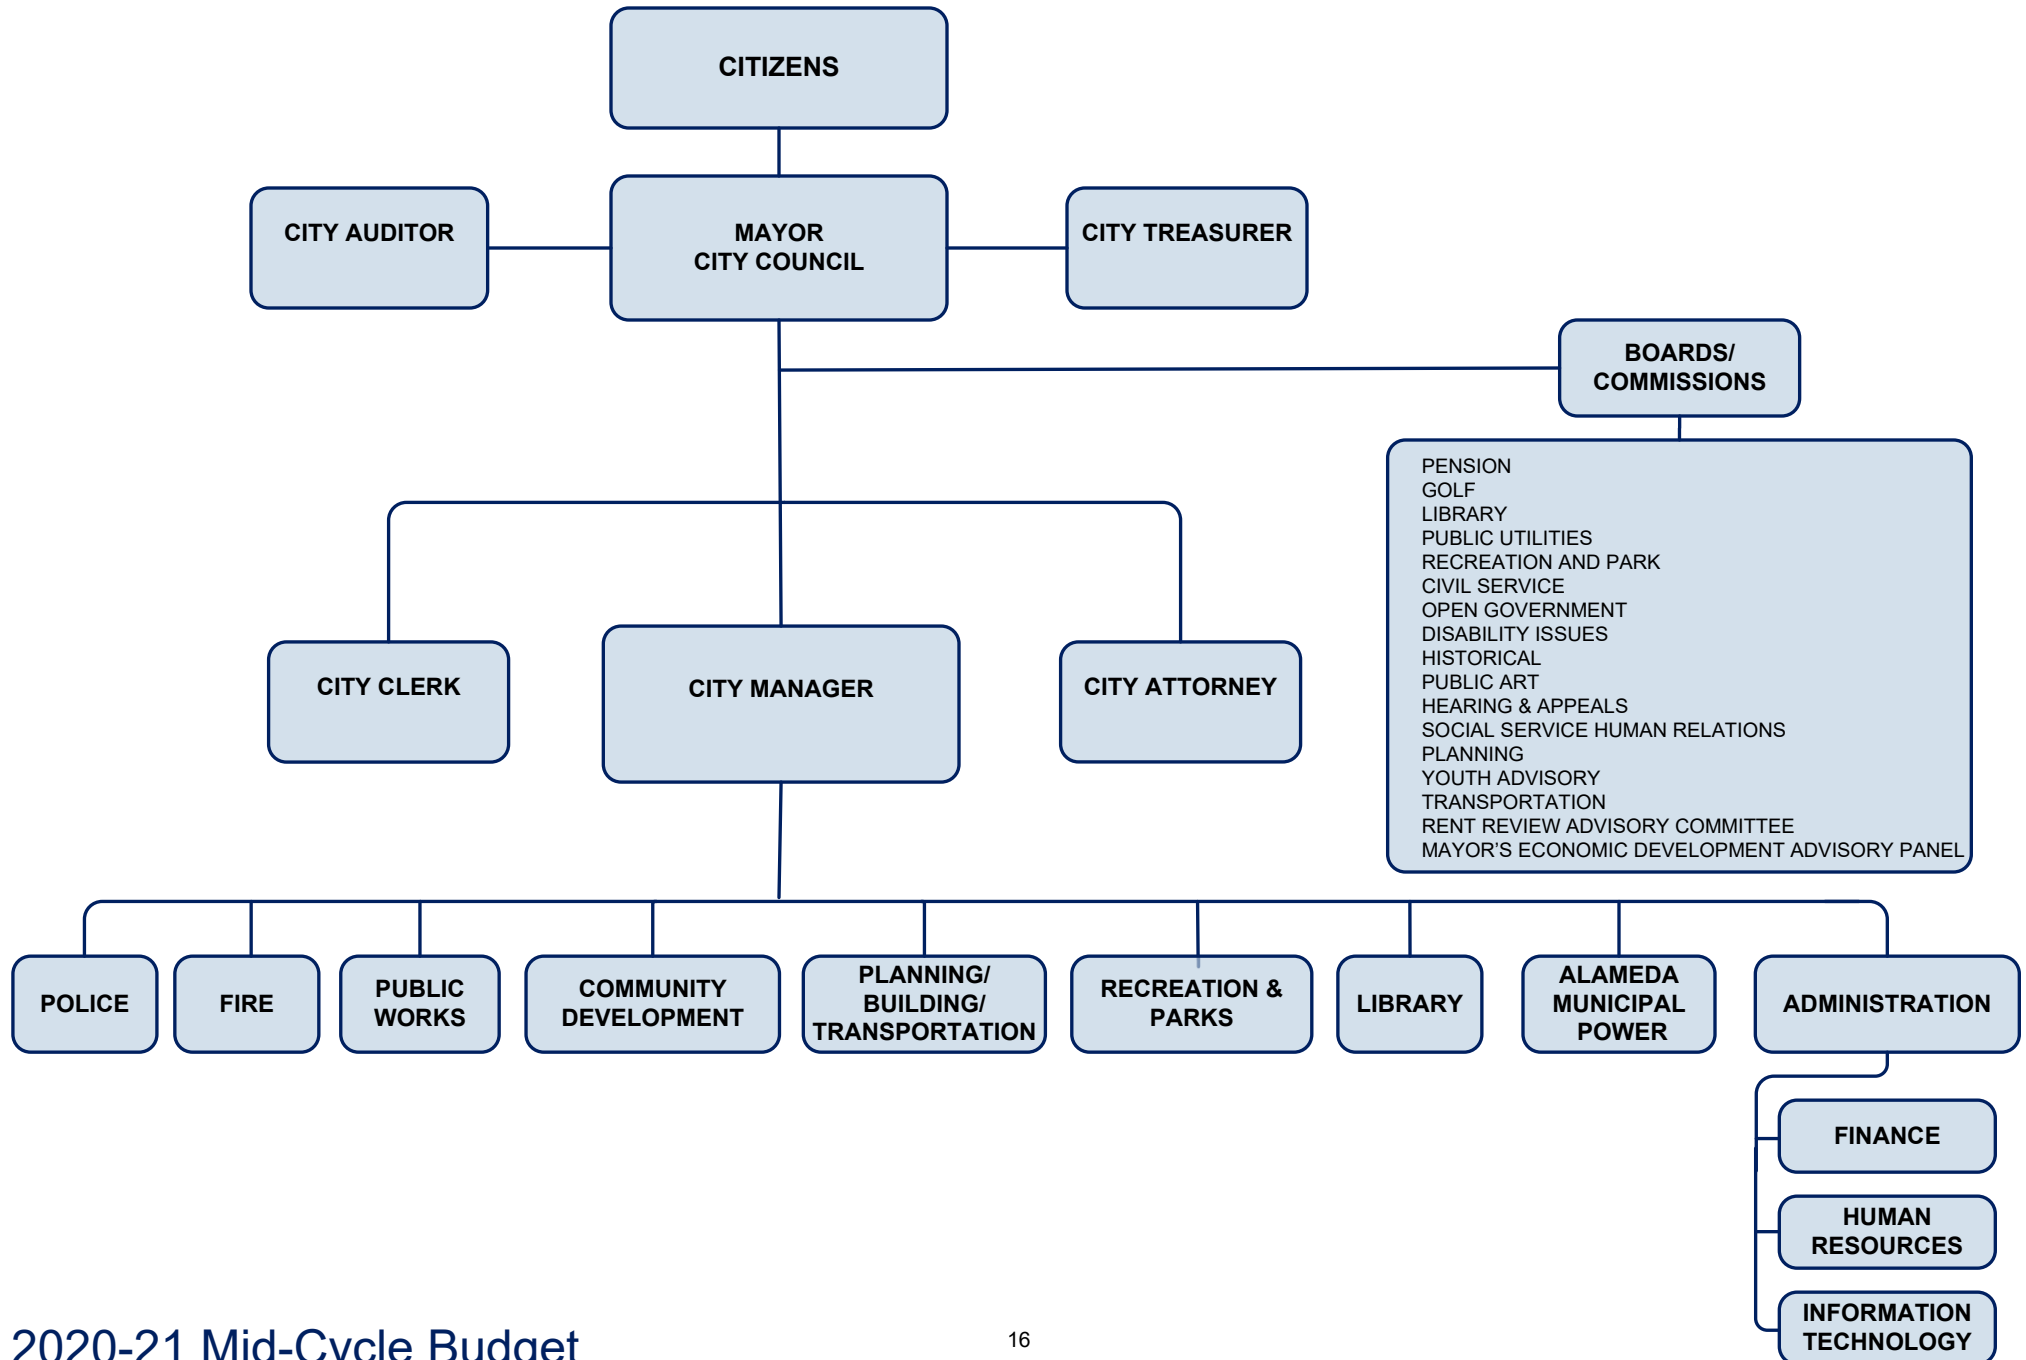 CITIZENS
CITY AUDITOR
MAYOR
CITY COUNCIL
CITY TREASURER
BOARDS/
COMMISSIONS
PENSION
GOLF
LIBRARY
PUBLIC UTILITIES
RECREATION AND PARK
CIVIL SERVICE
OPEN GOVERNMENT
DISABILITY ISSUES
HISTORICAL
PUBLIC ART
HEARING & APPEALS
SOCIAL SERVICE HUMAN RELATIONS
PLANNING
YOUTH ADVISORY
TRANSPORTATION
RENT REVIEW ADVISORY COMMITTEE
MAYOR’S ECONOMIC DEVELOPMENT ADVISORY PANEL
CITY CLERK
CITY MANAGER
CITY ATTORNEY
POLICE
FIRE
PUBLIC
WORKS
COMMUNITY
DEVELOPMENT
PLANNING/
BUILDING/
TRANSPORTATION
RECREATION &
PARKS
LIBRARY
ALAMEDA
MUNICIPAL
POWER
ADMINISTRATION
FINANCE
HUMAN
RESOURCES
INFORMATION
TECHNOLOGY
2020-21 Mid-Cycle Budget
16